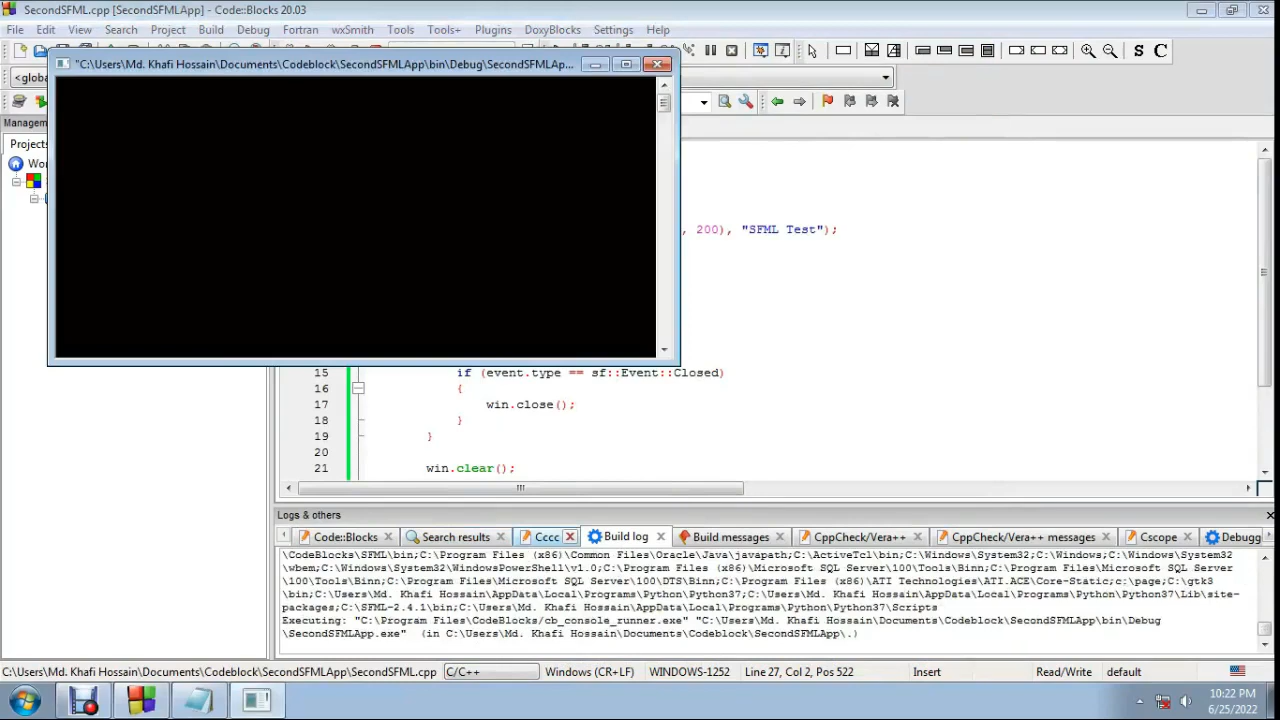 SecondSFML.cpp [SecondSFMLApp] - Code::Blocks 20.03
File Edit View Search Project Build Debug Fortran wxSmith Tools Tools+ Plugins DoxyBlocks Settings Help
"C:\Users\Md. Khafi Hossain\Documents\Codeblock\SecondSFMLApp\bin\Debug\SecondSFMLAp...
<globa
S C
Managem
Projects
Wor
, 200), "SFML Test");
15 if (event.type == sf::Event::Closed)
16 {
17 win.close();
18 }
19 }
20
21 win.clear();
Logs & others
Code::Blocks Search results Cccc Build log Build messages CppCheck/Vera++ CppCheck/Vera++ messages Cscope Debugg
\CodeBlocks\SFML\bin;C:\Program Files (x86)\Common Files\Oracle\Java\javapath;C:\ActiveTcl\bin;C:\Windows\System32;C:\Windows;C:\Windows\System32
\wbem;C:\Windows\System32\WindowsPowerShell\v1.0;C:\Program Files (x86)\Microsoft SQL Server\100\Tools\Binn;C:\Program Files\Microsoft SQL Server
\100\Tools\Binn;C:\Program Files\Microsoft SQL Server\100\DTS\Binn;C:\Program Files (x86)\ATI Technologies\ATI.ACE\Core-Static;c:\page;C:\gtk3
\bin;C:\Users\Md. Khafi Hossain\AppData\Local\Programs\Python\Python37;C:\Users\Md. Khafi Hossain\AppData\Local\Programs\Python\Python37\Lib\site-
packages;C:\SFML-2.4.1\bin;C:\Users\Md. Khafi Hossain\AppData\Local\Programs\Python\Python37\Scripts
Executing: "C:\Program Files\CodeBlocks/cb_console_runner.exe" "C:\Users\Md. Khafi Hossain\Documents\Codeblock\SecondSFMLApp\bin\Debug
\SecondSFMLApp.exe" (in C:\Users\Md. Khafi Hossain\Documents\Codeblock\SecondSFMLApp\.)
C:\Users\Md. Khafi Hossain\Documents\Codeblock\SecondSFMLApp\SecondSFML.cpp C/C++ Windows (CR+LF) WINDOWS-1252 Line 27, Col 2, Pos 522 Insert Read/Write default
10:22 PM
6/25/2022